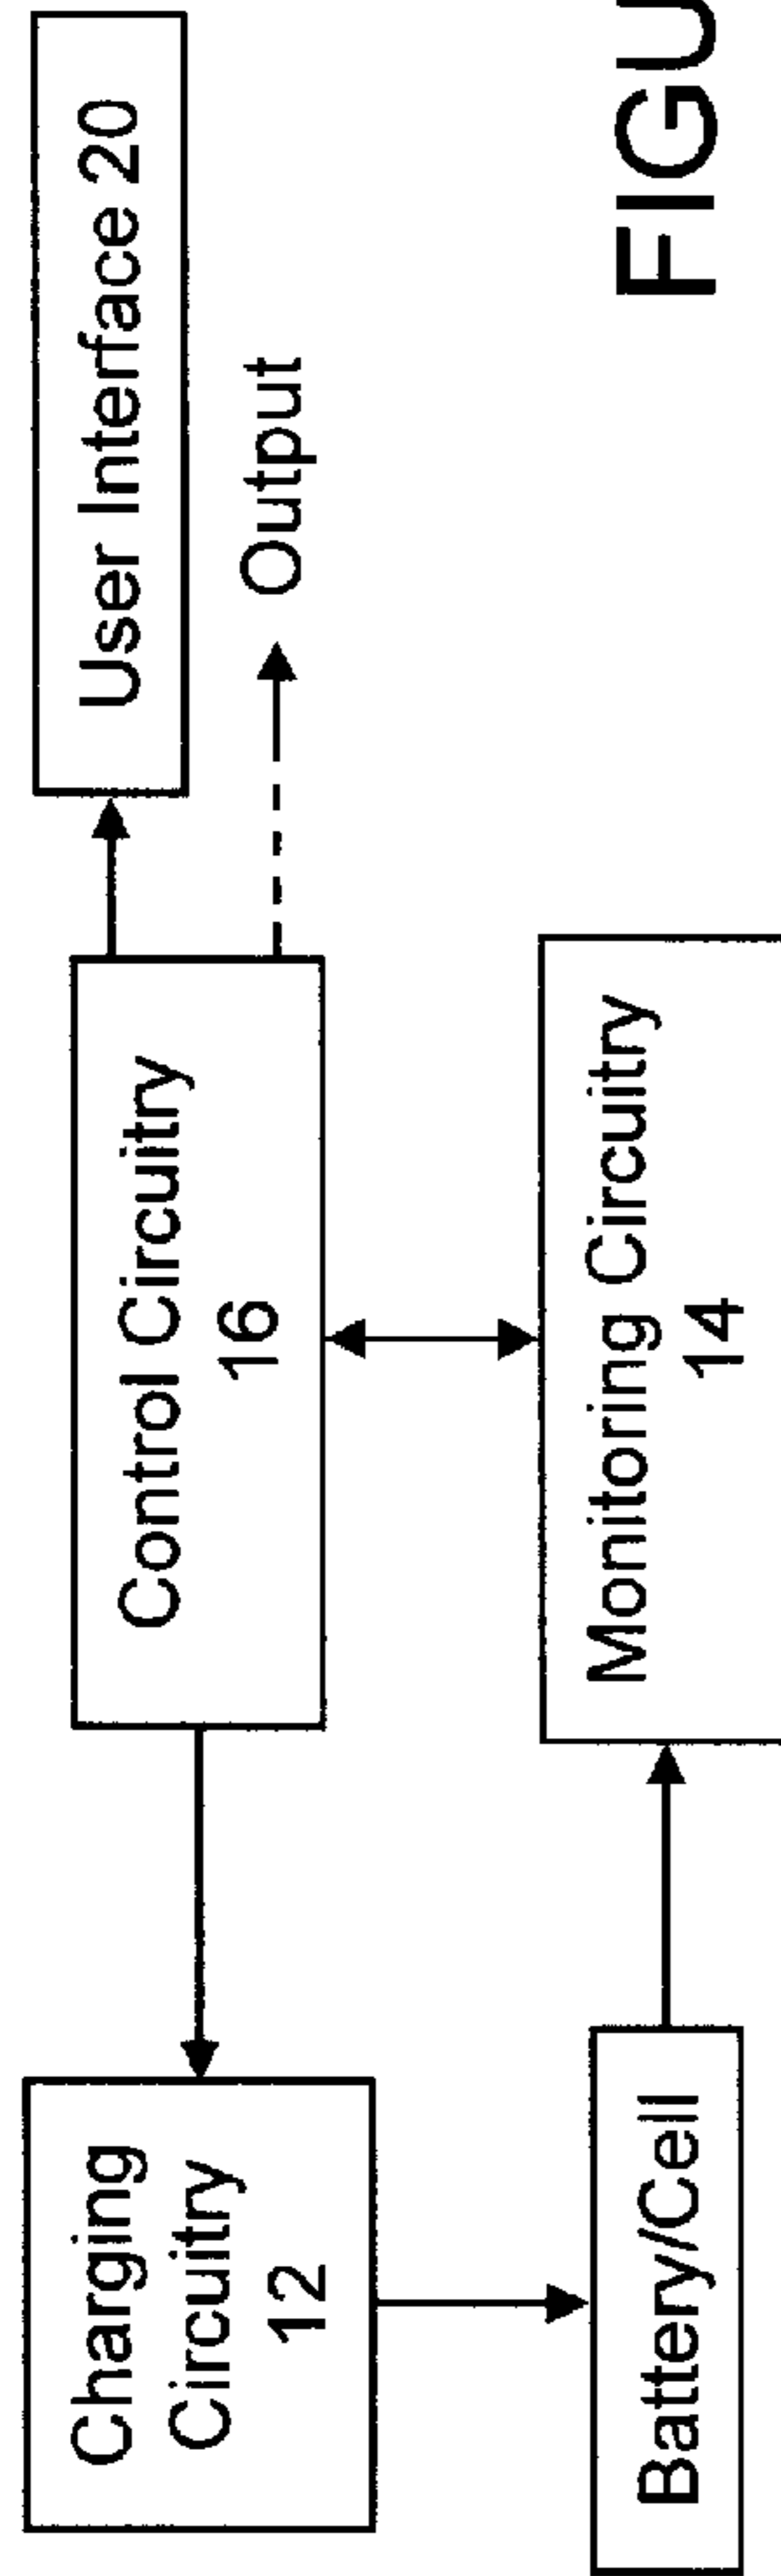 Charging
Circuitry
12
Control Circuitry
16
User Interface 20
Output
Battery/Cell
Monitoring Circuitry
14
FIGU